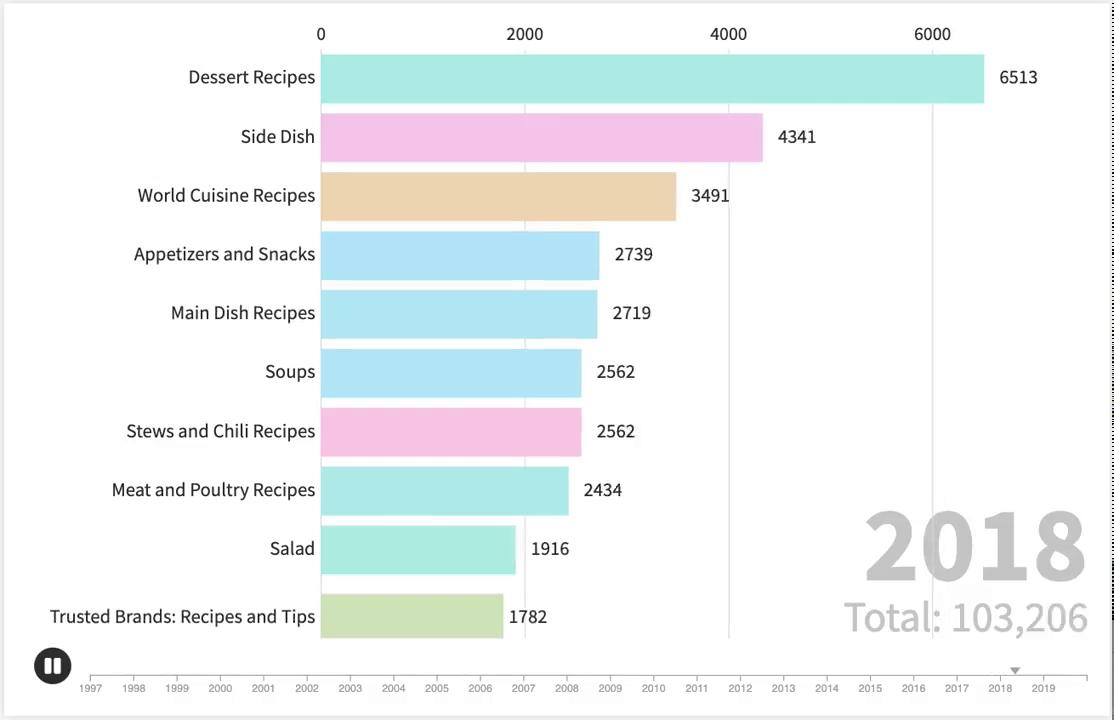 0 2000 4000 6000
Dessert Recipes 6513
Side Dish 4341
World Cuisine Recipes 3491
Appetizers and Snacks 2739
Main Dish Recipes 2719
Soups 2562
Stews and Chili Recipes 2562
Meat and Poultry Recipes 2434
Salad 1916
Trusted Brands: Recipes and Tips 1782
2018
Total: 103,206
1997 1998 1999 2000 2001 2002 2003 2004 2005 2006 2007 2008 2009 2010 2011 2012 2013 2014 2015 2016 2017 2018 2019